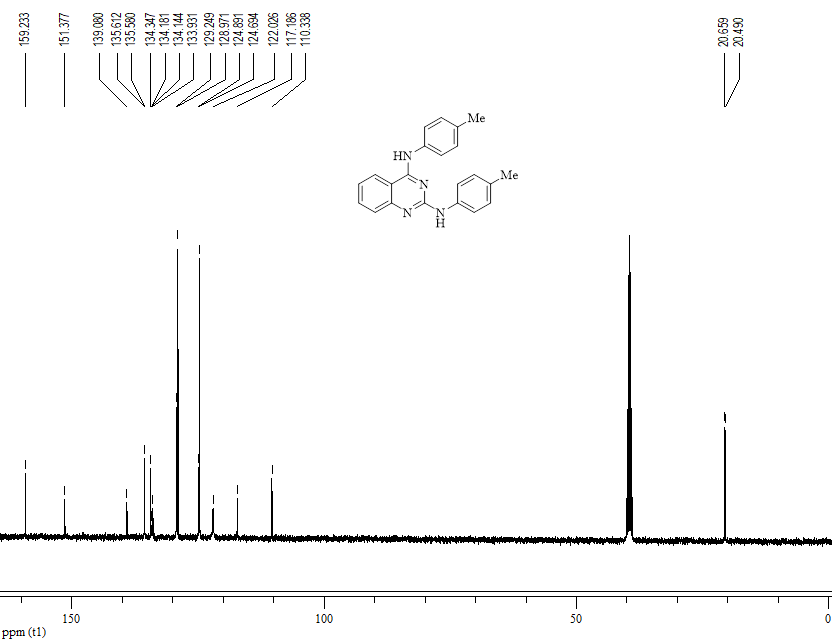 159.233
151.377
139.080
135.612
135.580
134.347
134.181
134.144
133.931
129.249
128.971
124.891
124.694
122.026
117.186
110.338
20.659
20.490
Me
HN
Me
N
N
N
H
150
100
50
0
ppm (t1)